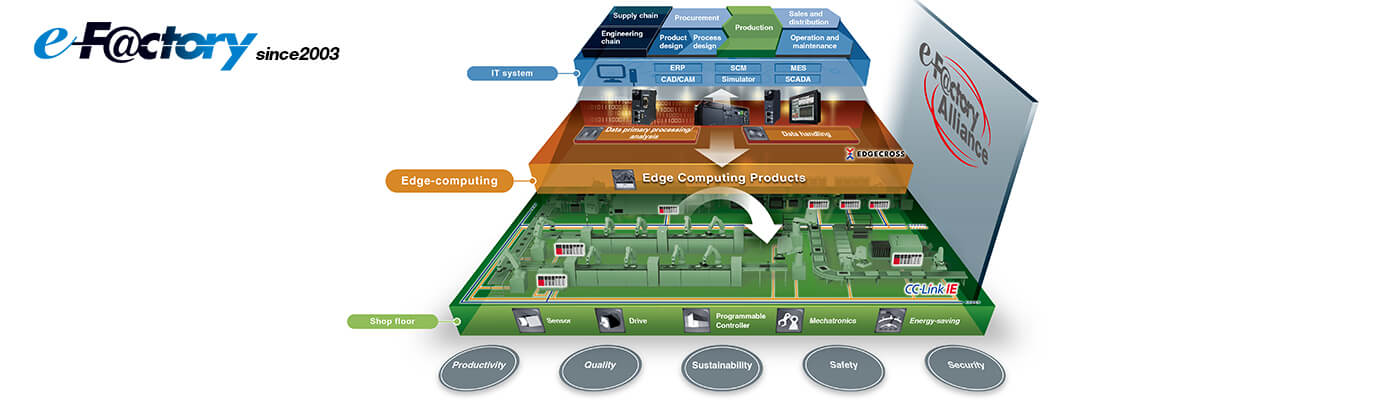 e-F@ctory since2003
Supply chain
Procurement
Production
Sales and
distribution
Engineering
chain
Product
design
Process
design
Operation and
maintenance
IT system
ERP
SCM
MES
CAD/CAM
Simulator
SCADA
e-F@ctory
Alliance
Data primary processing/
analysis
Data handling
EDGECROSS
Edge-computing
Edge Computing Products
CC-Link IE
Shop floor
Sensor
Drive
Programmable
Controller
Mechatronics
Energy-saving
Productivity
Quality
Sustainability
Safety
Security